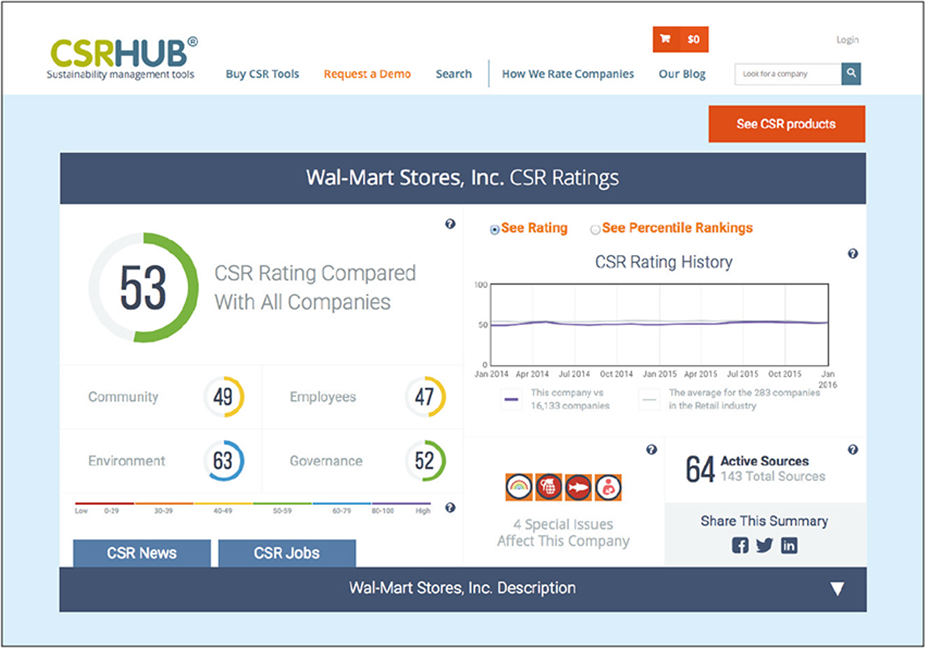 CSRHUB®
Sustainability management tools
$0
Login
Buy CSR Tools
Request a Demo
Search
How We Rate Companies
Our Blog
Look for a company
See CSR products
Wal-Mart Stores, Inc. CSR Ratings
?
53
CSR Rating Compared
With All Companies
Community
49
Employees
47
Environment
63
Governance
52
Low 0-29 30-39 40-49 50-59 60-79 80-100 High ?
CSR News
CSR Jobs
See Rating
See Percentile Rankings
CSR Rating History
?
100
50
0
Jan 2014 Apr 2014 Jul 2014 Oct 2014 Jan 2015 Apr 2015 Jul 2015 Oct 2015 Jan
2016
This company vs
16,133 companies
The average for the 283 companies
in the Retail industry
?
4 Special Issues
Affect This Company
?
64
Active Sources
143 Total Sources
Share This Summary
f
in
Wal-Mart Stores, Inc. Description